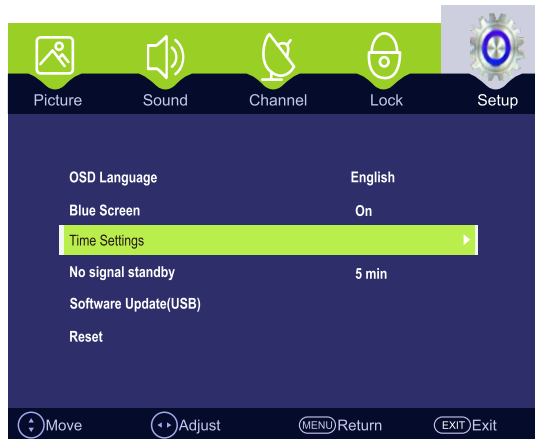 Picture Sound Channel Lock Setup
OSD Language English
Blue Screen On
Time Settings
No signal standby 5 min
Software Update(USB)
Reset
Move Adjust MENU Return EXIT Exit